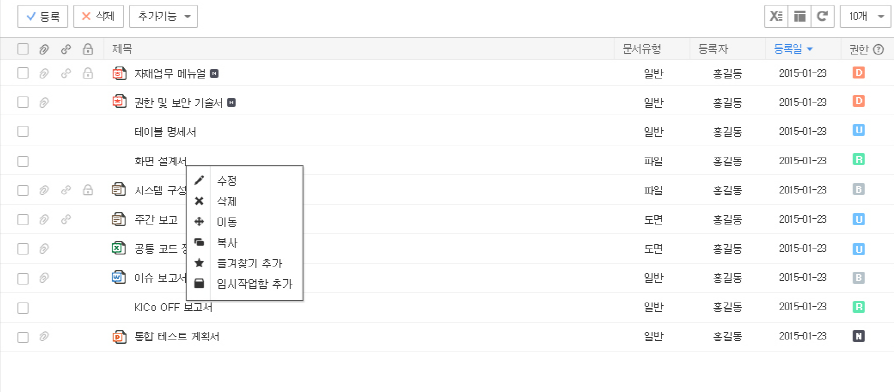 등록 삭제 추가기능 10개
제목 문서유형 등록자 등록일 권한
자재업무 메뉴얼 일반 홍길동 2015-01-23 D
권한 및 보안 기술서 일반 홍길동 2015-01-23 D
테이블 명세서 일반 홍길동 2015-01-23 U
화면 설계서 파일 홍길동 2015-01-23 R
수정
시스템 구성 파일 홍길동 2015-01-23 B
삭제
주간 보고 도면 홍길동 2015-01-23 U
이동
복사
공통 코드 도면 홍길동 2015-01-23 U
즐겨찾기 추가
이슈 보고서 일반 홍길동 2015-01-23 B
임시작업함 추가
KICo OFF 보고서 일반 홍길동 2015-01-23 R
통합 테스트 계획서 일반 홍길동 2015-01-23 N